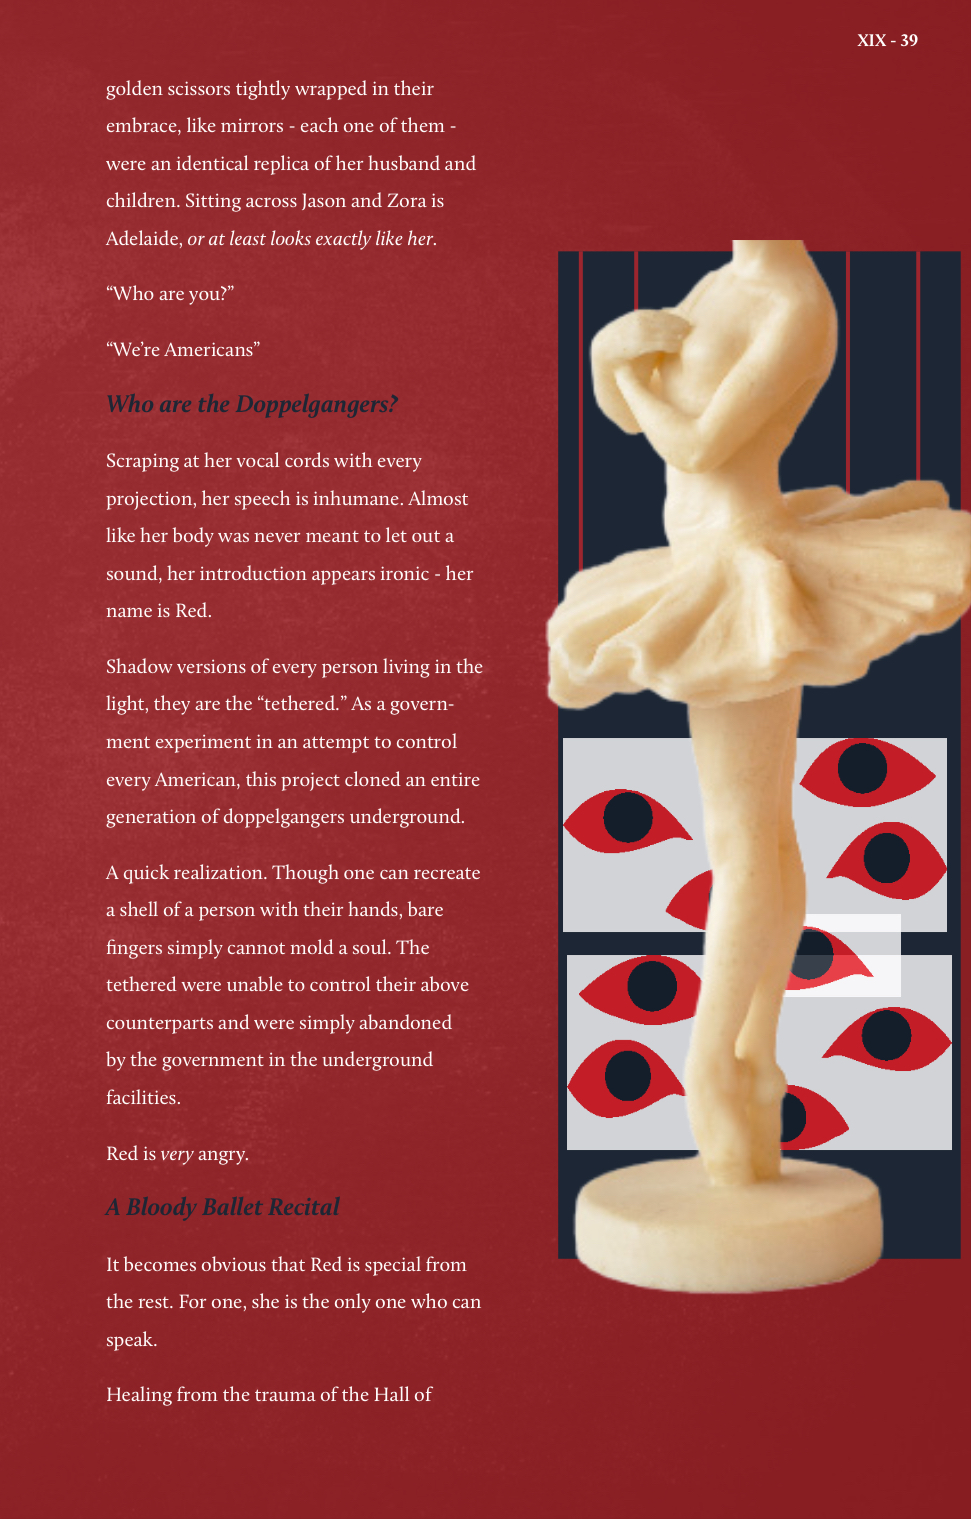 XIX - 39
golden scissors tightly wrapped in their
embrace, like mirrors - each one of them -
were an identical replica of her husband and
children. Sitting across Jason and Zora is
Adelaide, or at least looks exactly like her.
“Who are you?”
“We’re Americans”
Who are the Doppelgangers?
Scraping at her vocal cords with every
projection, her speech is inhumane. Almost
like her body was never meant to let out a
sound, her introduction appears ironic - her
name is Red.
Shadow versions of every person living in the
light, they are the “tethered.” As a govern-
ment experiment in an attempt to control
every American, this project cloned an entire
generation of doppelgangers underground.
A quick realization. Though one can recreate
a shell of a person with their hands, bare
fingers simply cannot mold a soul. The
tethered were unable to control their above
counterparts and were simply abandoned
by the government in the underground
facilities.
Red is very angry.
A Bloody Ballet Recital
It becomes obvious that Red is special from
the rest. For one, she is the only one who can
speak.
Healing from the trauma of the Hall of